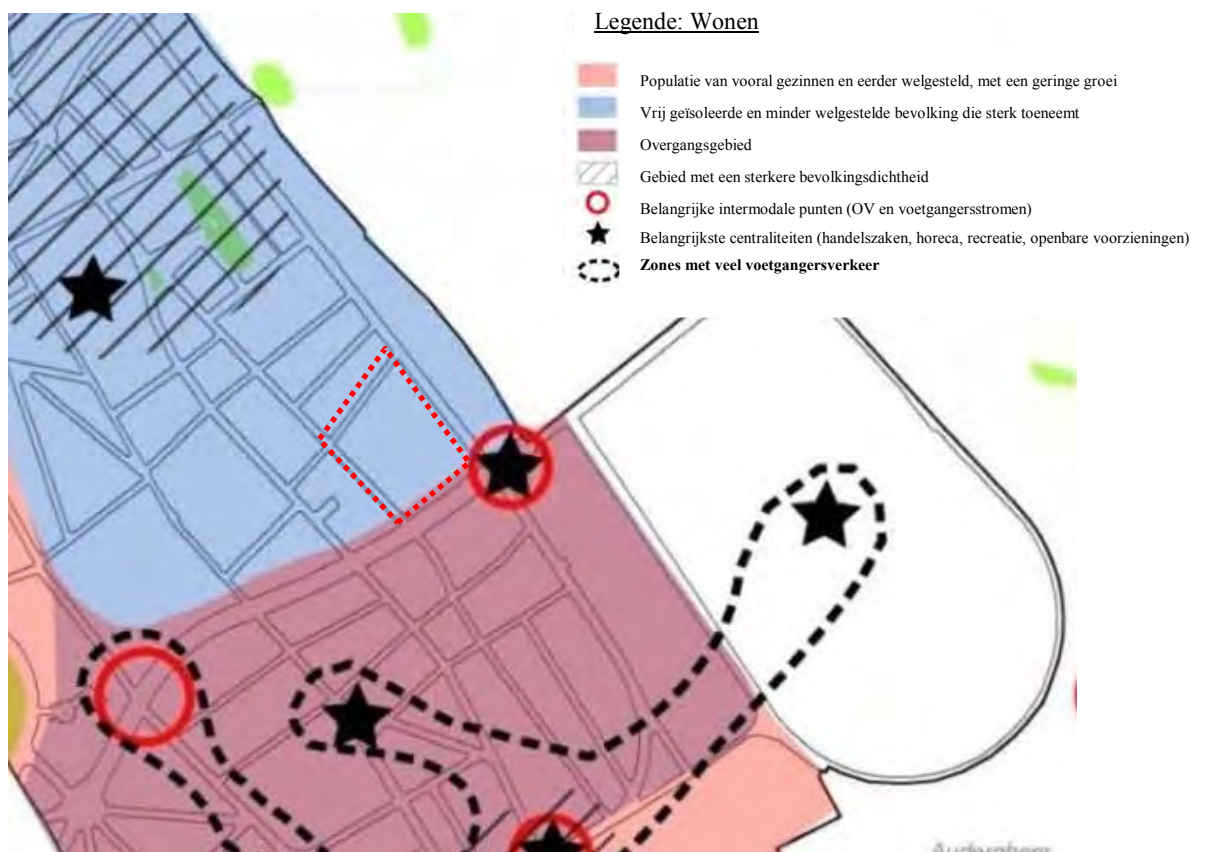 Legende: Wonen
Populatie van vooral gezinnen en eerder welgesteld, met een geringe groei
Vrij geïsoleerde en minder welgestelde bevolking die sterk toeneemt
Overgangsgebied
Gebied met een sterkere bevolkingsdichtheid
Belangrijke intermodale punten (OV en voetgangersstromen)
Belangrijkste centraliteiten (handelszaken, horeca, recreatie, openbare voorzieningen)
Zones met veel voetgangersverkeer